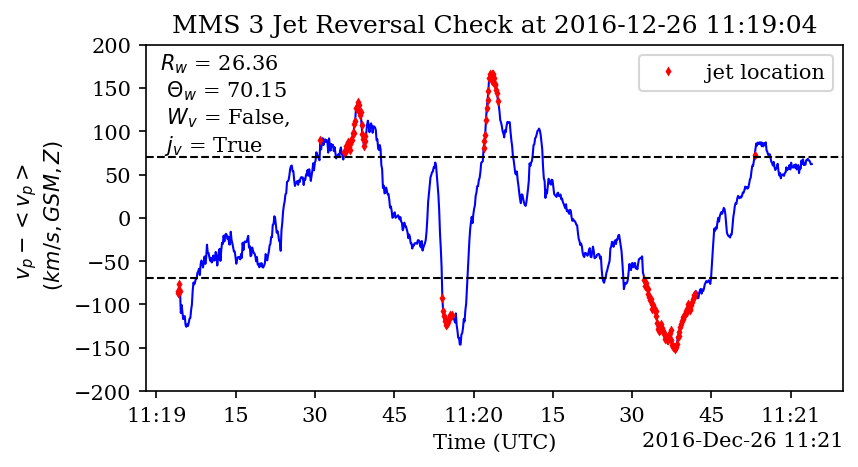 MMS 3 Jet Reversal Check at 2016-12-26 11:19:04
R_w = 26.36
Θ_w = 70.15
W_v = False,
j_v = True
jet location
v_p − < v_p >
(km/s, GSM, Z)
200
150
100
50
0
−50
−100
−150
−200
11:19 15 30 45 11:20 15 30 45 11:21
Time (UTC)
2016-Dec-26 11:21